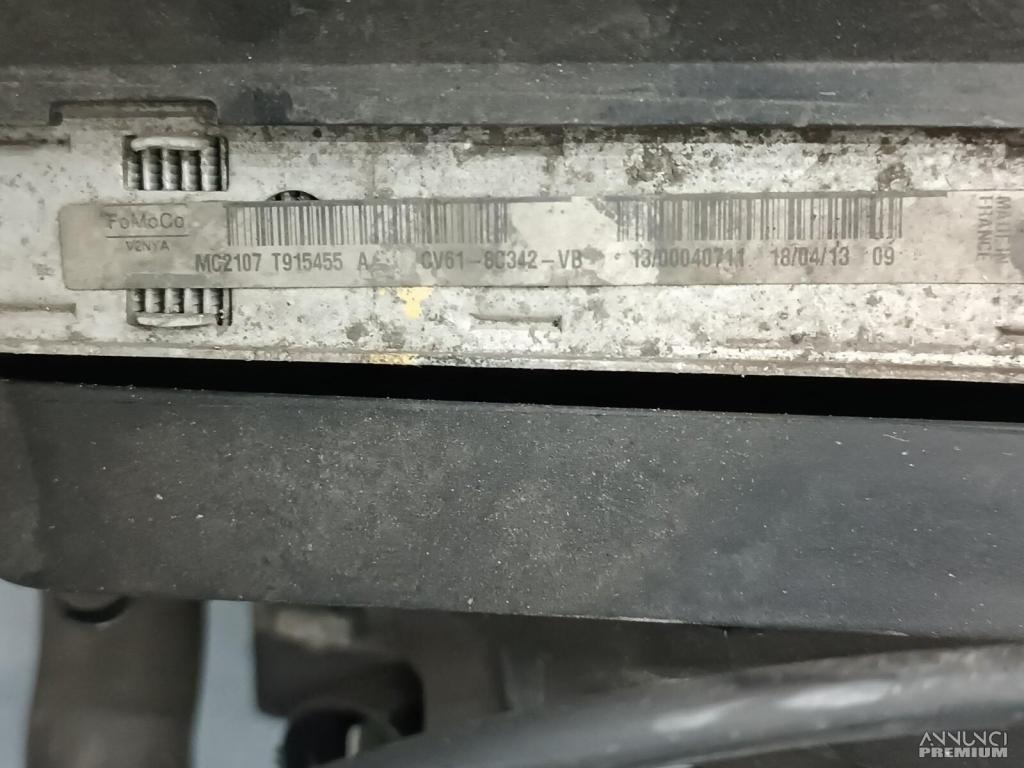 FoMoCo
V2NYA
MC2107 T915455 A CV61-8C342-VB 13/00040711 18/04/13 09
MADE IN
FRANCE
ANNUNCI
PREMIUM